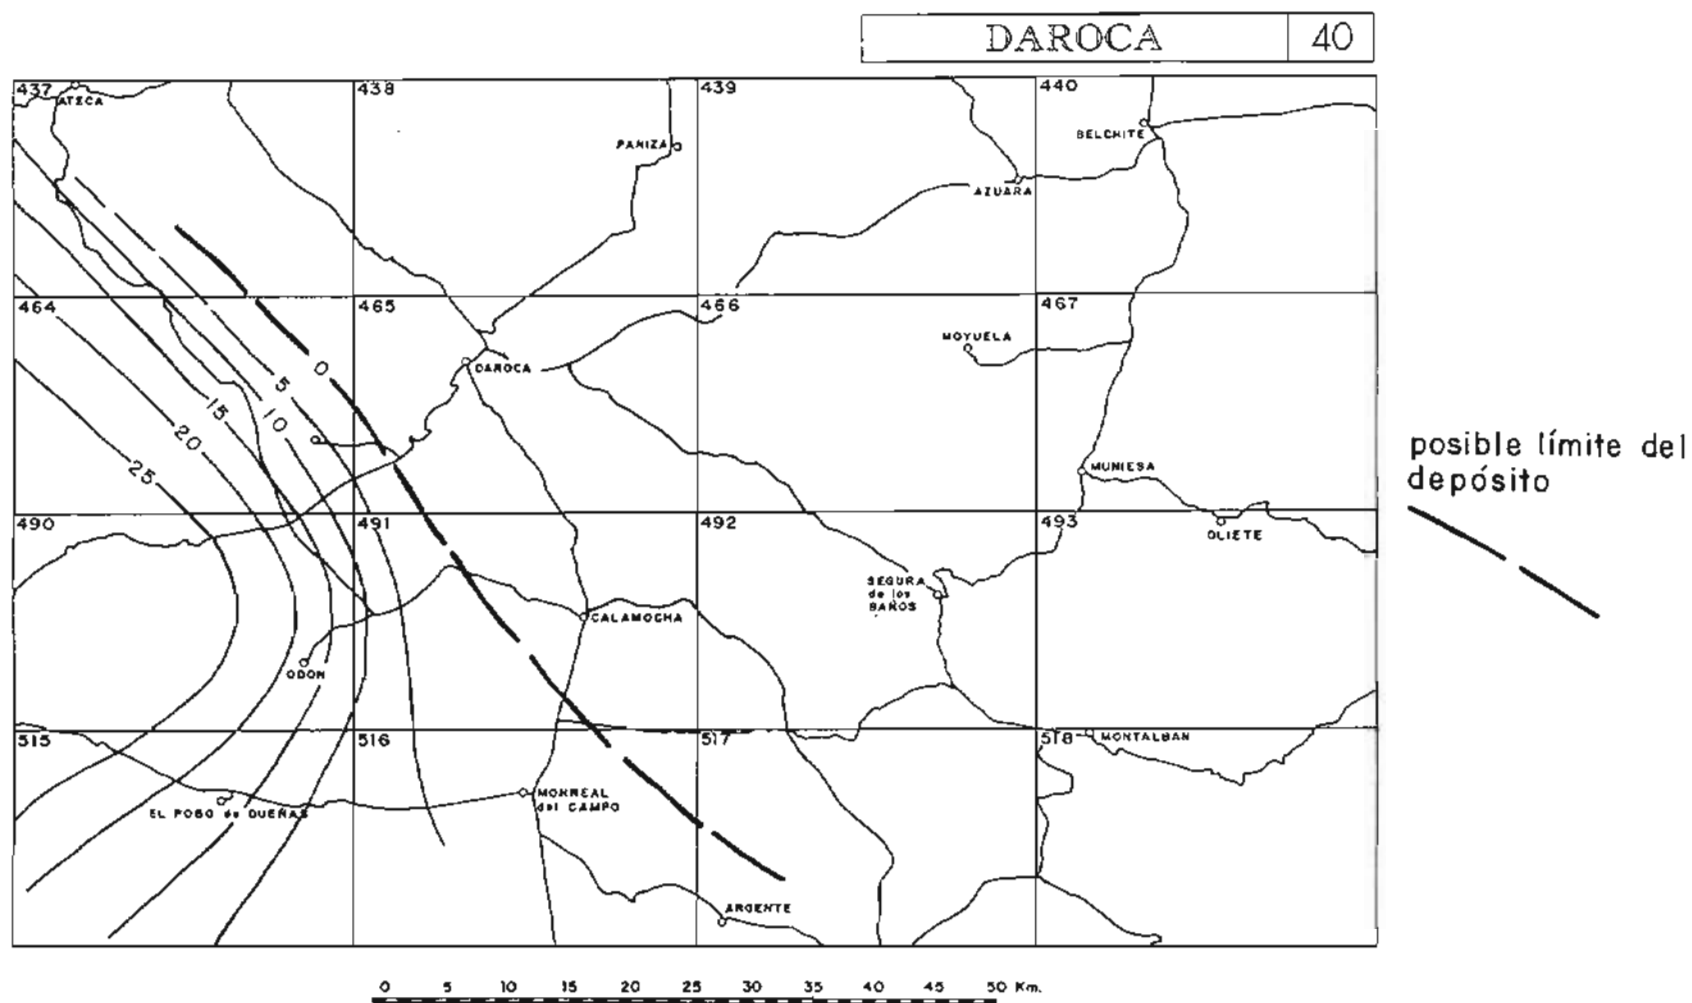 DAROCA 40
437
ATECA
438
439
440
PANIZA
BELCHITE
AZUARA
464
465
466
467
MOYUELA
0
5
DAROCA
10
15
20
25
MUNIESA
posible límite del
depósito
490
491
492
493
OLIETE
SEGURA
de los
BAÑOS
CALAMOCHA
ODON
515
516
517
518
MONTALBAN
MONREAL
del CAMPO
EL POBO de DUEÑAS
ARGENTE
0 5 10 15 20 25 30 35 40 45 50 Km.